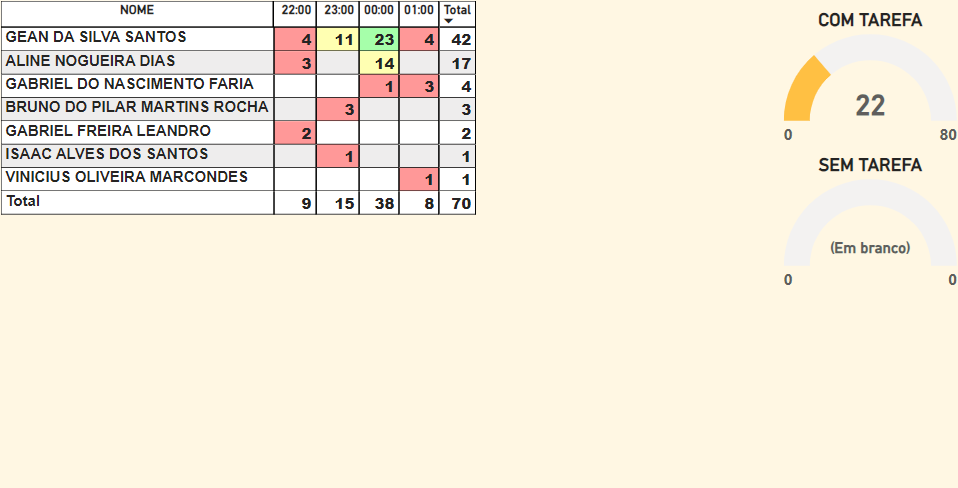 NOME 22:00 23:00 00:00 01:00 Total
GEAN DA SILVA SANTOS 4 11 23 4 42
ALINE NOGUEIRA DIAS 3 14 17
GABRIEL DO NASCIMENTO FARIA 1 3 4
BRUNO DO PILAR MARTINS ROCHA 3 3
GABRIEL FREIRA LEANDRO 2 2
ISAAC ALVES DOS SANTOS 1 1
VINICIUS OLIVEIRA MARCONDES 1 1
Total 9 15 38 8 70
COM TAREFA
22
0 80
SEM TAREFA
(Em branco)
0 0